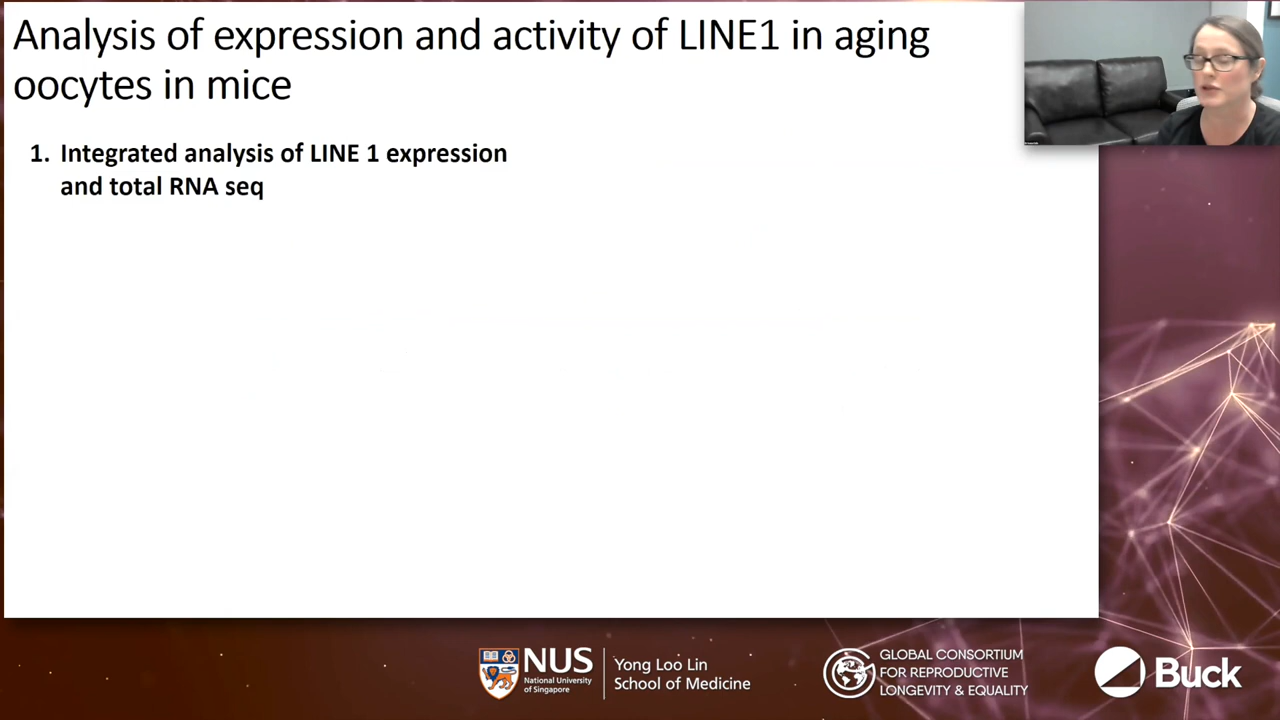 Analysis of expression and activity of LINE1 in aging
oocytes in mice
1. Integrated analysis of LINE 1 expression
and total RNA seq
NUS
National University
of Singapore
Yong Loo Lin
School of Medicine
GLOBAL CONSORTIUM
FOR REPRODUCTIVE
LONGEVITY & EQUALITY
Buck